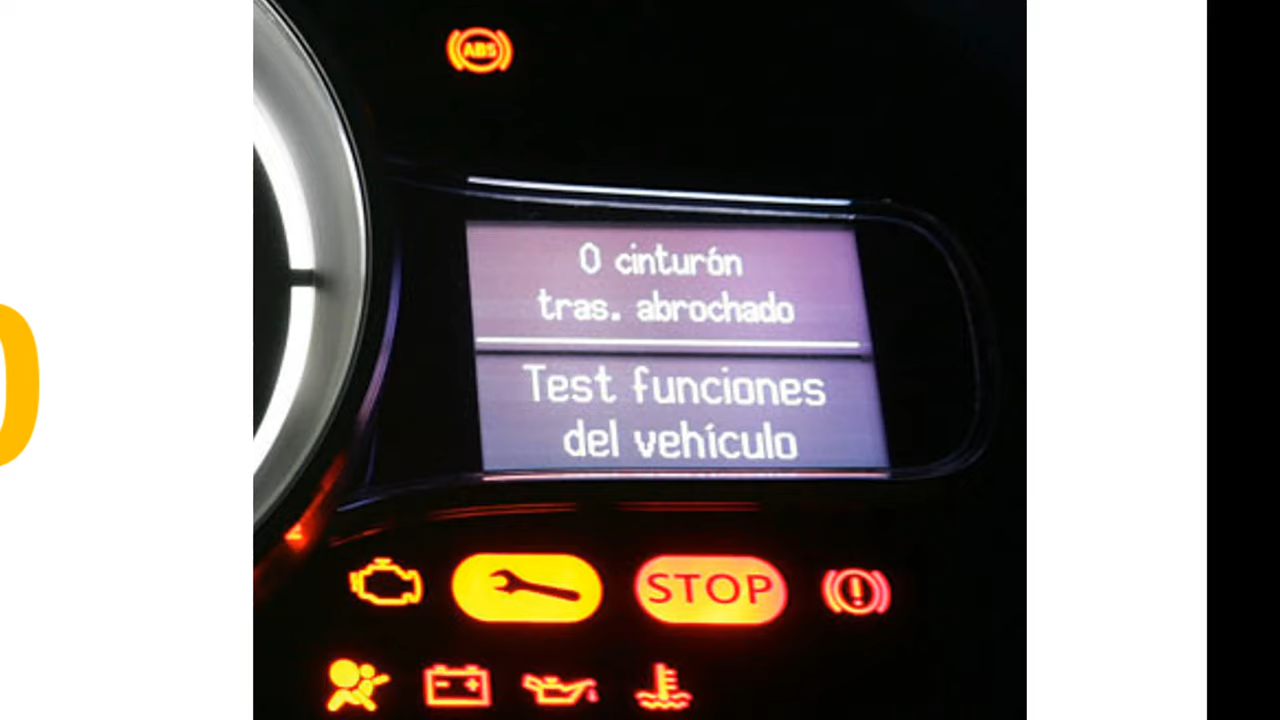 ABS
0 cinturón
tras. abrochado
Test funciones
del vehículo
STOP